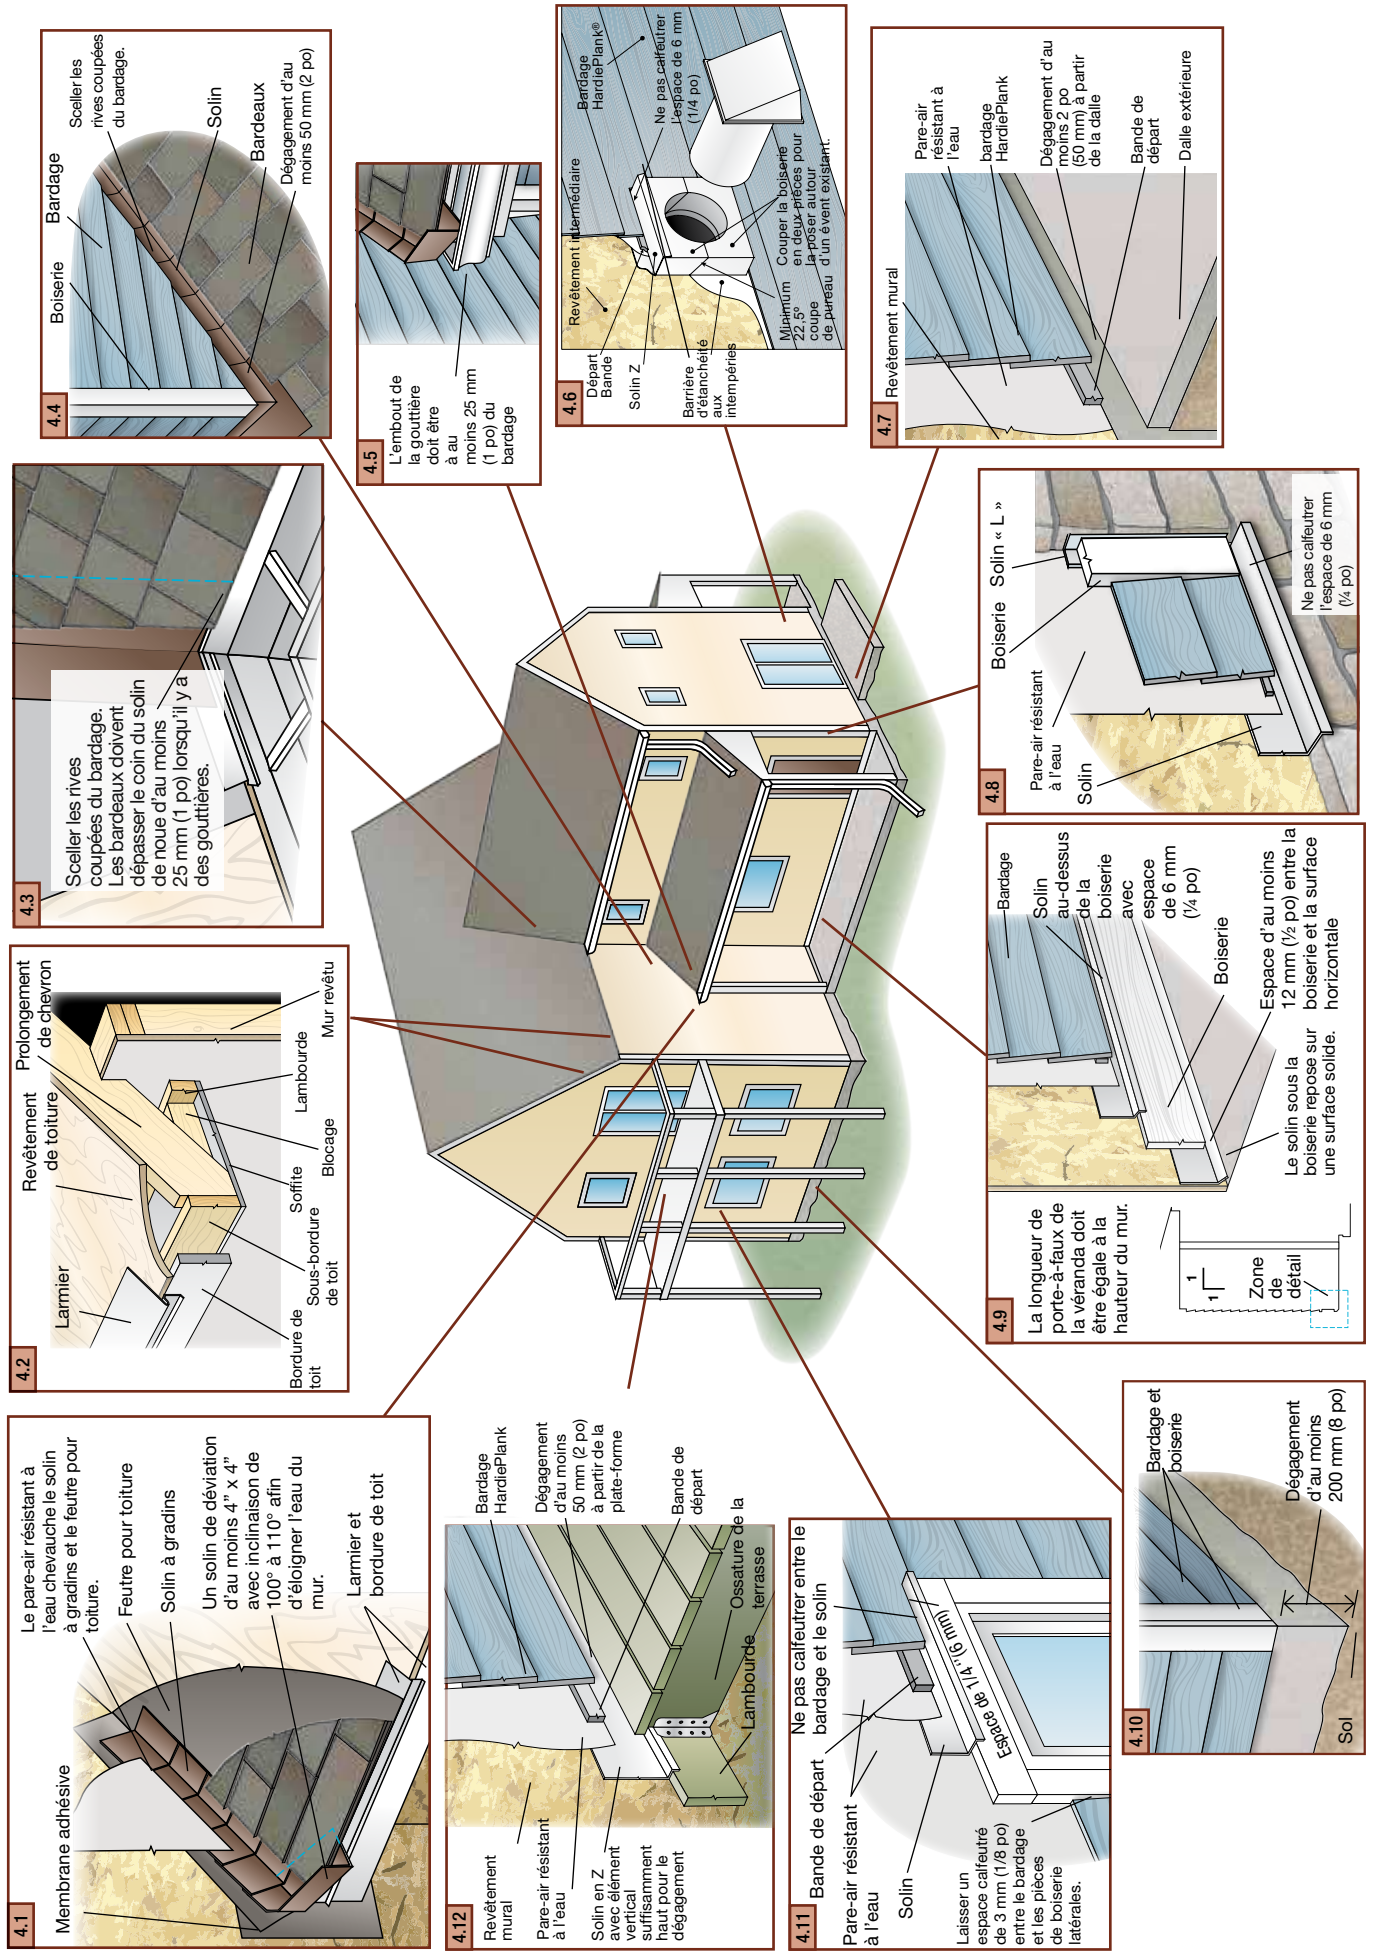 4.1
Membrane adhésive
Le pare-air résistant à
l'eau chevauche le solin
à gradins et le feutre pour
toiture.
Feutre pour toiture
Solin à gradins
Un solin de déviation
d'au moins 4” x 4”
avec inclinaison de
100° à 110° afin
d'éloigner l'eau du
mur.
Larmier et
bordure de toit
4.2
Larmier
Revêtement
de toiture
Prolongement
de chevron
Bordure de
toit
Sous-bordure
de toit
Soffite
Blocage
Lambourde
Mur revêtu
4.3
Sceller les rives
coupées du bardage.
Les bardeaux doivent
dépasser le coin du solin
de noue d'au moins
25 mm (1 po) lorsqu'il y a
des gouttières.
4.4
Boiserie
Bardage
Sceller les
rives coupées
du bardage.
Solin
Bardeaux
Dégagement d'au
moins 50 mm (2 po)
4.5
L'embout de
la gouttière
doit être
à au
moins 25 mm
(1 po) du
bardage
4.6
Départ
Bande
Solin Z
Barrière
d'étanchéité
aux
intempéries
Revêtement intermédiaire
Bardage
HardiePlank®
Ne pas calfeutrer
l'espace de 6 mm
(1/4 po)
Minimum
22,5°
coupe
de pureau
Couper la boiserie
en deux pièces pour
la poser autour
d'un évent existant.
4.7
Revêtement mural
Pare-air
résistant à
l'eau
bardage
HardiePlank
Dégagement d'au
moins 2 po
(50 mm) à partir
de la dalle
Bande de
départ
Dalle extérieure
4.8
Solin
Pare-air résistant
à l'eau
Boiserie
Solin « L »
Ne pas calfeutrer
l'espace de 6 mm
(¼ po)
4.9
La longueur de
porte-à-faux de
la véranda doit
être égale à la
hauteur du mur.
1
1
Zone
de
détail
Bardage
Solin
au-dessus
de la
boiserie
avec
espace
de 6 mm
(¼ po)
Boiserie
Espace d'au moins
12 mm (½ po) entre la
boiserie et la surface
horizontale
Le solin sous la
boiserie repose sur
une surface solide.
4.10
Bardage et
boiserie
Dégagement
d'au moins
200 mm (8 po)
Sol
4.11
Bande de départ
Ne pas calfeutrer entre le
bardage et le solin
Pare-air résistant
à l'eau
Solin
Espace de 1/4” (6 mm)
Laisser un
espace calfeutré
de 3 mm (1/8 po)
entre le bardage
et les pièces
de boiserie
latérales.
4.12
Revêtement
mural
Pare-air résistant
à l'eau
Solin en Z
avec élément
vertical
suffisamment
haut pour le
dégagement
Bardage
HardiePlank
Dégagement
d'au moins
50 mm (2 po)
à partir de la
plate-forme
Bande de
départ
Ossature de la
terrasse
Lambourde